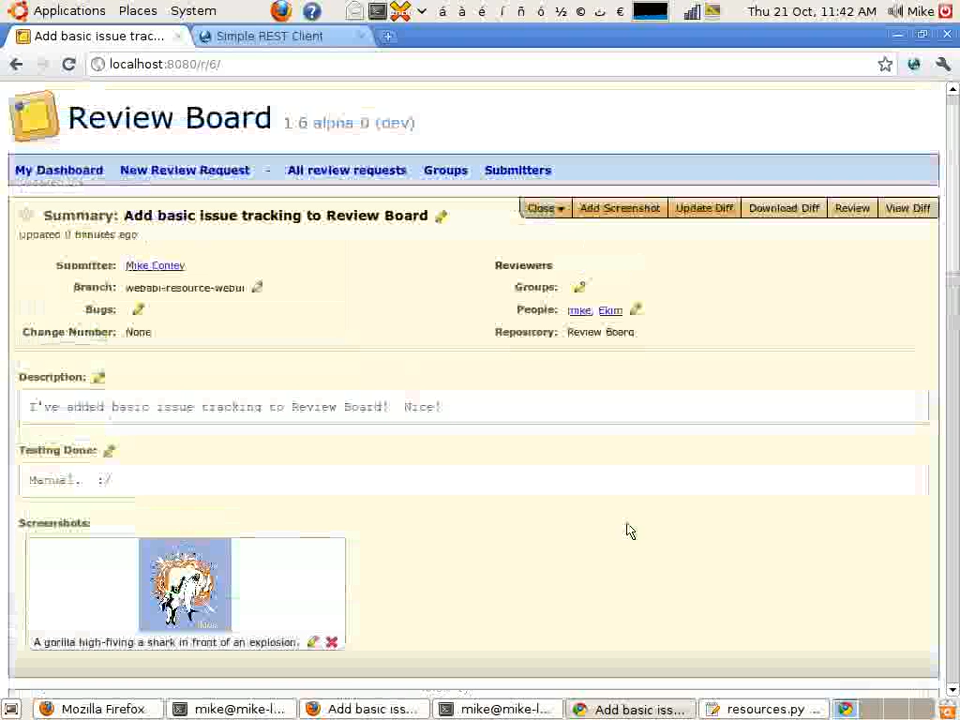 Applications Places System á à é í ñ ó ½ © ت € Thu 21 Oct, 11:42 AM Mike
Add basic issue trac... Simple REST Client
localhost:8080/r/6/
Review Board 1.6 alpha 0 (dev)
My Dashboard New Review Request - All review requests Groups Submitters
Summary: Add basic issue tracking to Review Board Close Add Screenshot Update Diff Download Diff Review View Diff
updated 0 minutes ago
Submitter: Mike Conley Reviewers
Branch: webapi-resource-webui Groups:
Bugs: People: mike, Ekim
Change Number: None Repository: Review Board
Description:
I've added basic issue tracking to Review Board! Nice!
Testing Done:
Manual. :/
Screenshots:
A gorilla high-fiving a shark in front of an explosion.
Mozilla Firefox mike@mike-l... Add basic iss... mike@mike-l... Add basic iss... resources.py ...